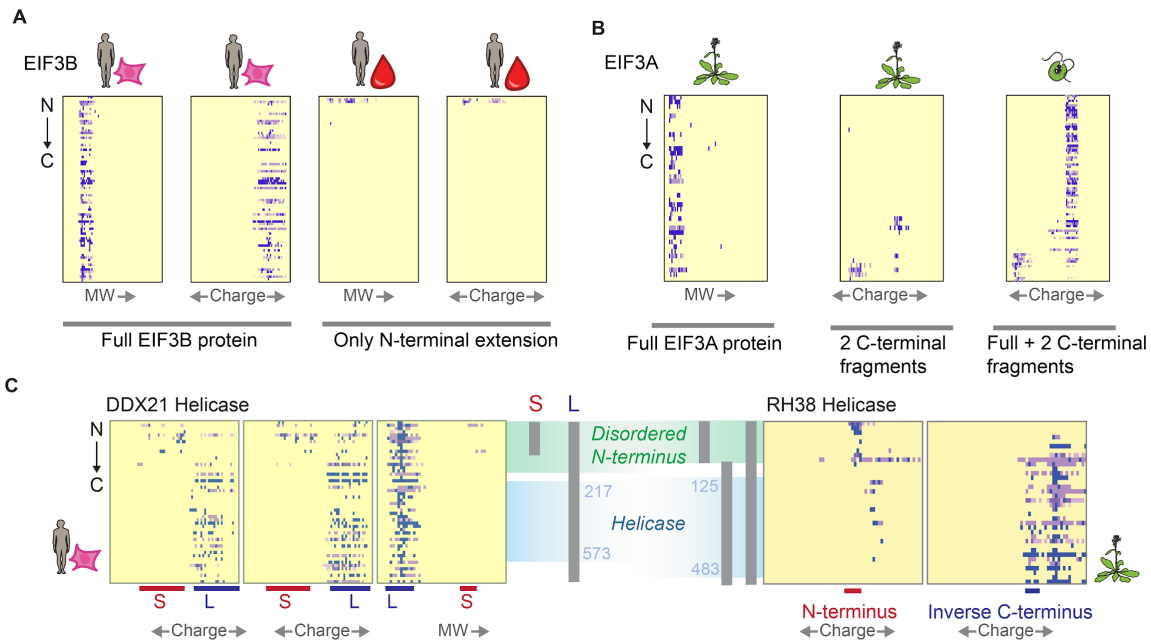 A
EIF3B
N
C
MW
Charge
MW
Charge
Full EIF3B protein
Only N-terminal extension
B
EIF3A
N
C
MW
Charge
Charge
Full EIF3A protein
2 C-terminal
fragments
Full + 2 C-terminal
fragments
C
DDX21 Helicase
N
C
S
L
S
L
L
S
Charge
Charge
MW
S
L
Disordered
N-terminus
217
125
Helicase
573
483
RH38 Helicase
N-terminus
Inverse C-terminus
Charge
Charge